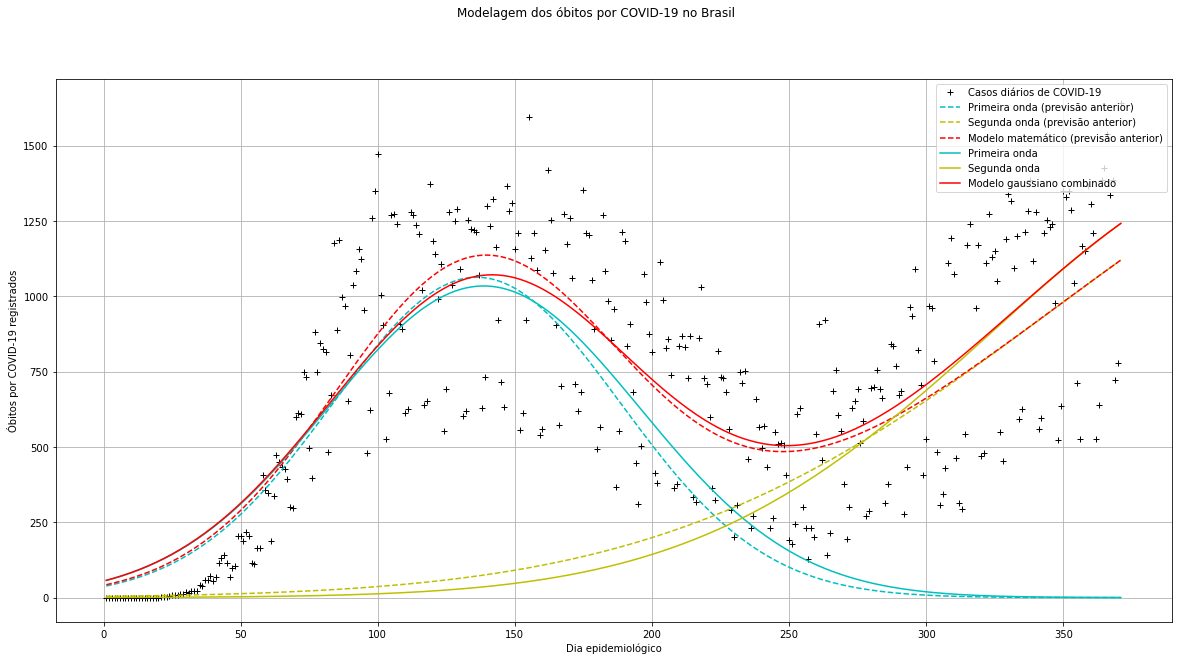 Modelagem dos óbitos por COVID-19 no Brasil
Casos diários de COVID-19
Primeira onda (previsão anterior)
Segunda onda (previsão anterior)
Modelo matemático (previsão anterior)
Primeira onda
Segunda onda
Modelo gaussiano combinado
Óbitos por COVID-19 registrados
1500
1250
1000
750
500
250
0
0
50
100
150
200
250
300
350
Dia epidemiológico